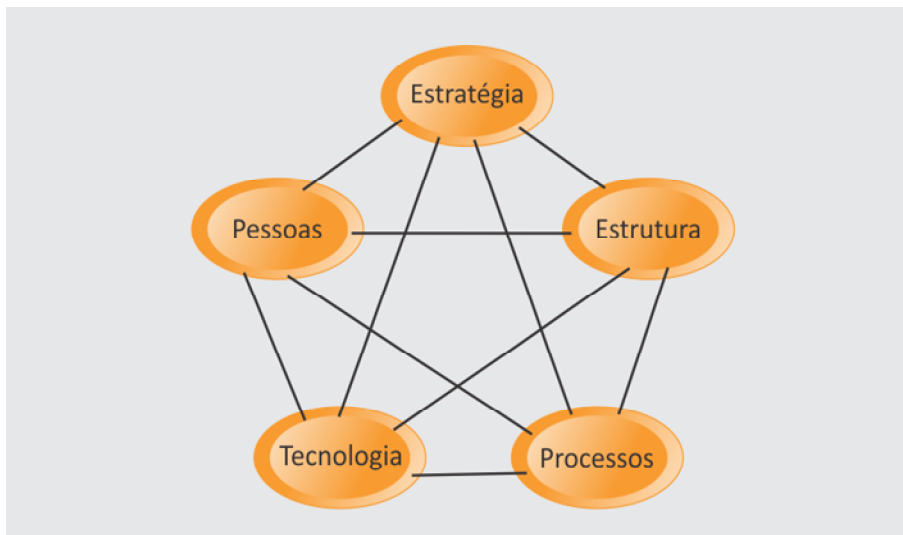 Estratégia
Pessoas
Estrutura
Tecnologia
Processos